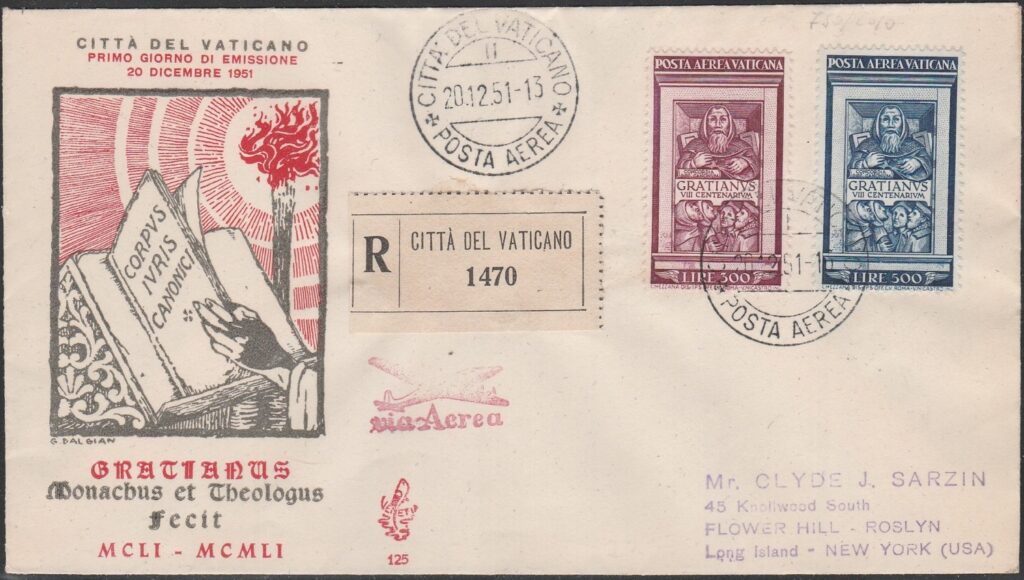 CITTÀ DEL VATICANO
PRIMO GIORNO DI EMISSIONE
20 DICEMBRE 1951
CORPVS
IVRIS
CANONICI
G. DAL GIAN
GRATIANUS
Monachus et Theologus
Fecit
MCLI - MCMLI
CITTÀ DEL VATICANO
II
20.12.51-13
POSTA AEREA
R
CITTÀ DEL VATICANO
1470
via Aerea
125
POSTA AEREA VATICANA
GRATIANVS
VIII CENTENARIVM
LIRE 300
POSTA AEREA VATICANA
GRATIANVS
VIII CENTENARIVM
LIRE 500
POSTA AEREA
Mr. CLYDE J. SARZIN
45 Knollwood South
FLOWER HILL - ROSLYN
Long Island - NEW YORK (USA)